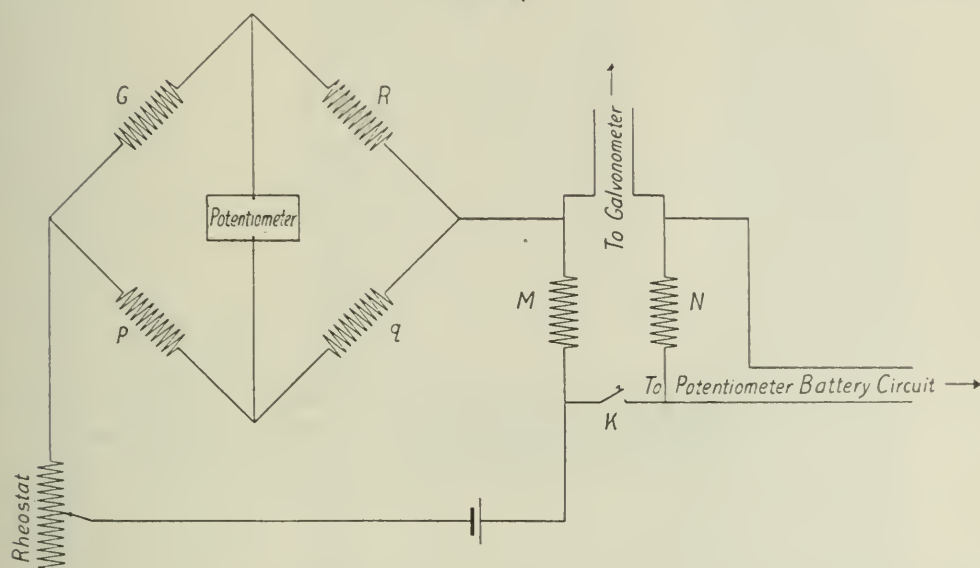 G
R
To Galvonometer
Potentiometer
M
N
P
q
To Potentiometer Battery Circuit
K
Rheostat